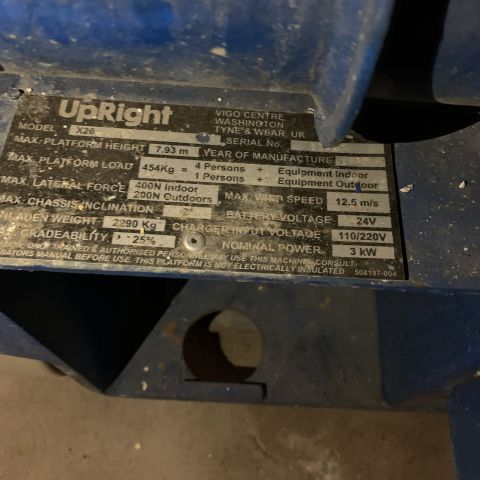 UpRight
VIGO CENTRE
WASHINGTON
TYNE & WEAR, UK
MODEL X26 SERIAL No.
MAX. PLATFORM HEIGHT 7.93 m YEAR OF MANUFACTURE
MAX. PLATFORM LOAD 454Kg = 4 Persons + Equipment Indoor
1 Persons + Equipment Outdoor
MAX. LATERAL FORCE 400N Indoor
200N Outdoors MAX. WIND SPEED 12.5 m/s
MAX. CHASSIS INCLINATION 2° BATTERY VOLTAGE 24V
UNLADEN WEIGHT 2290 Kg CHARGER INPUT VOLTAGE 110/220V
GRADEABILITY 25% NOMINAL POWER 3 kW
ONLY TRAINED & AUTHORISED PERSONEL MAY USE THIS MACHINE. CONSULT
OPERATORS MANUAL BEFORE USE. THIS PLATFORM IS NOT ELECTRICALLY INSULATED 504197-004